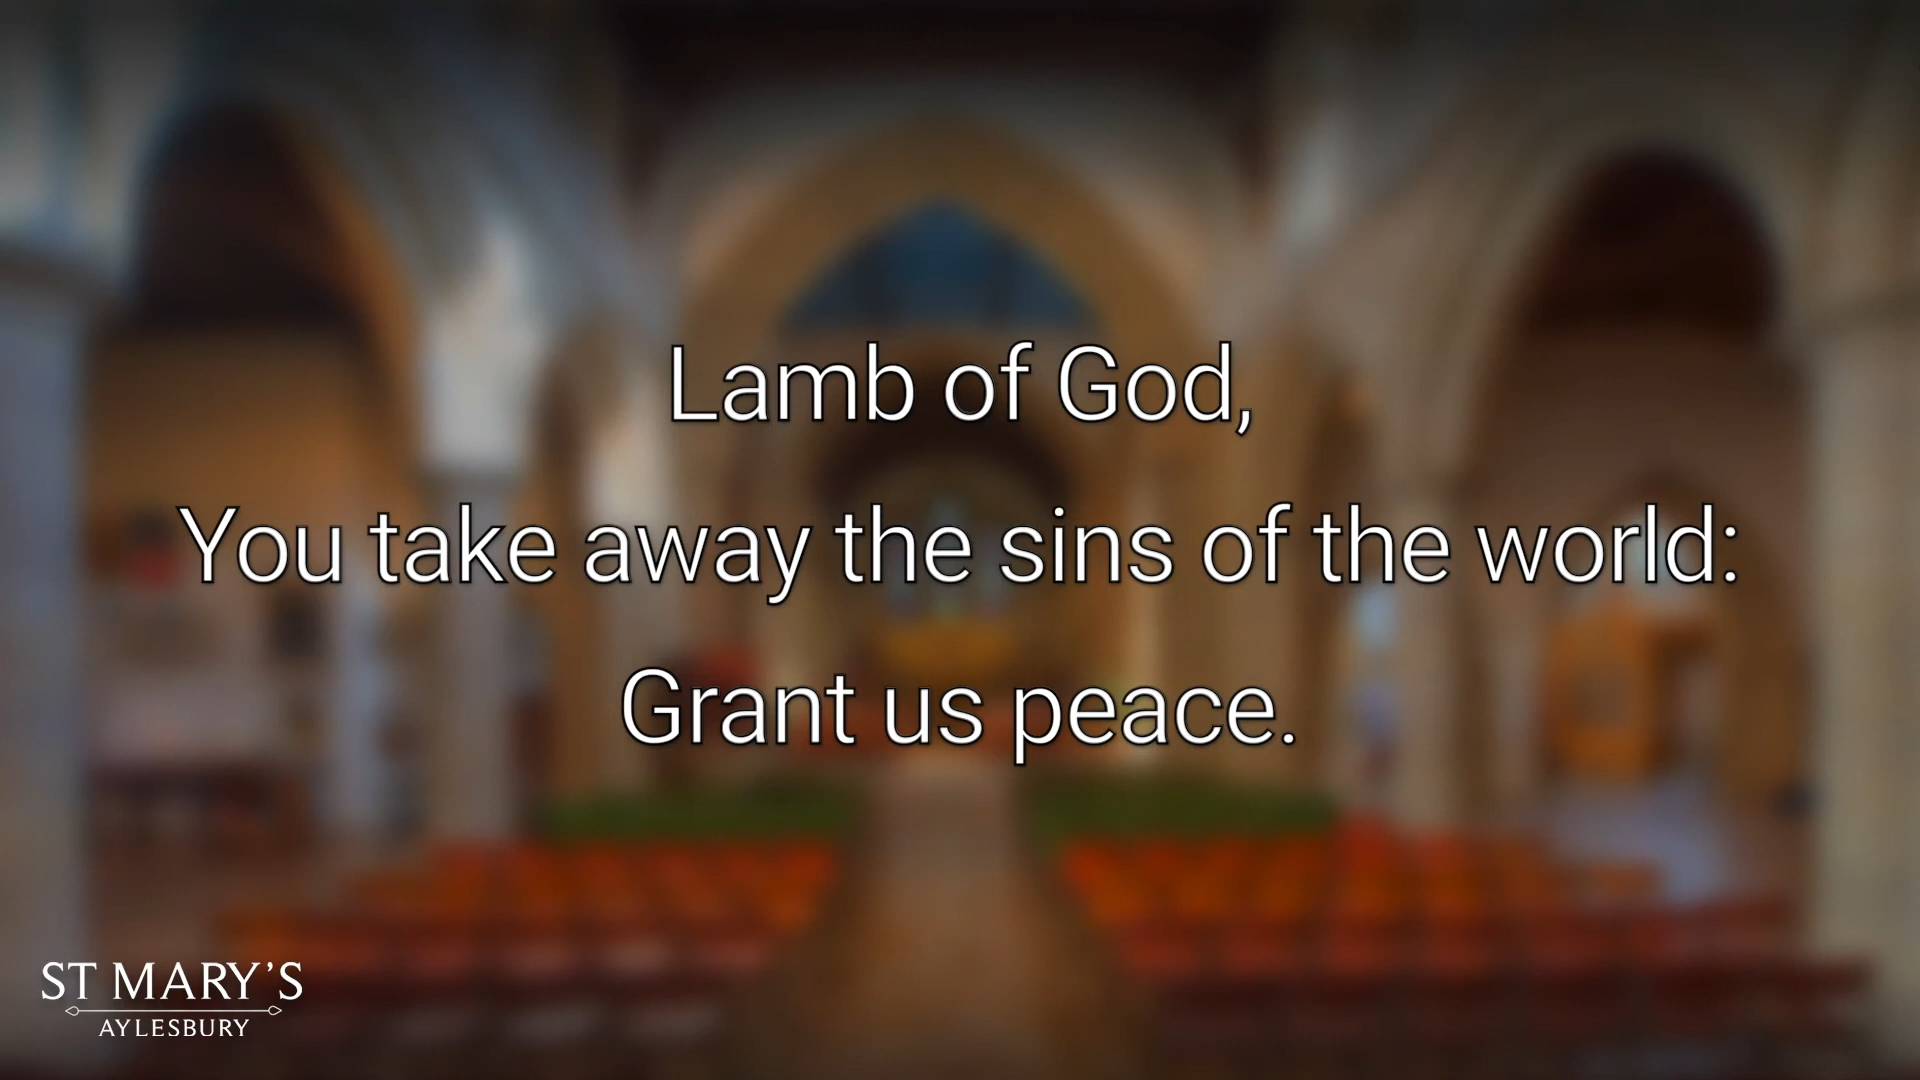 Lamb of God,
You take away the sins of the world:
Grant us peace.
ST MARY'S
AYLESBURY